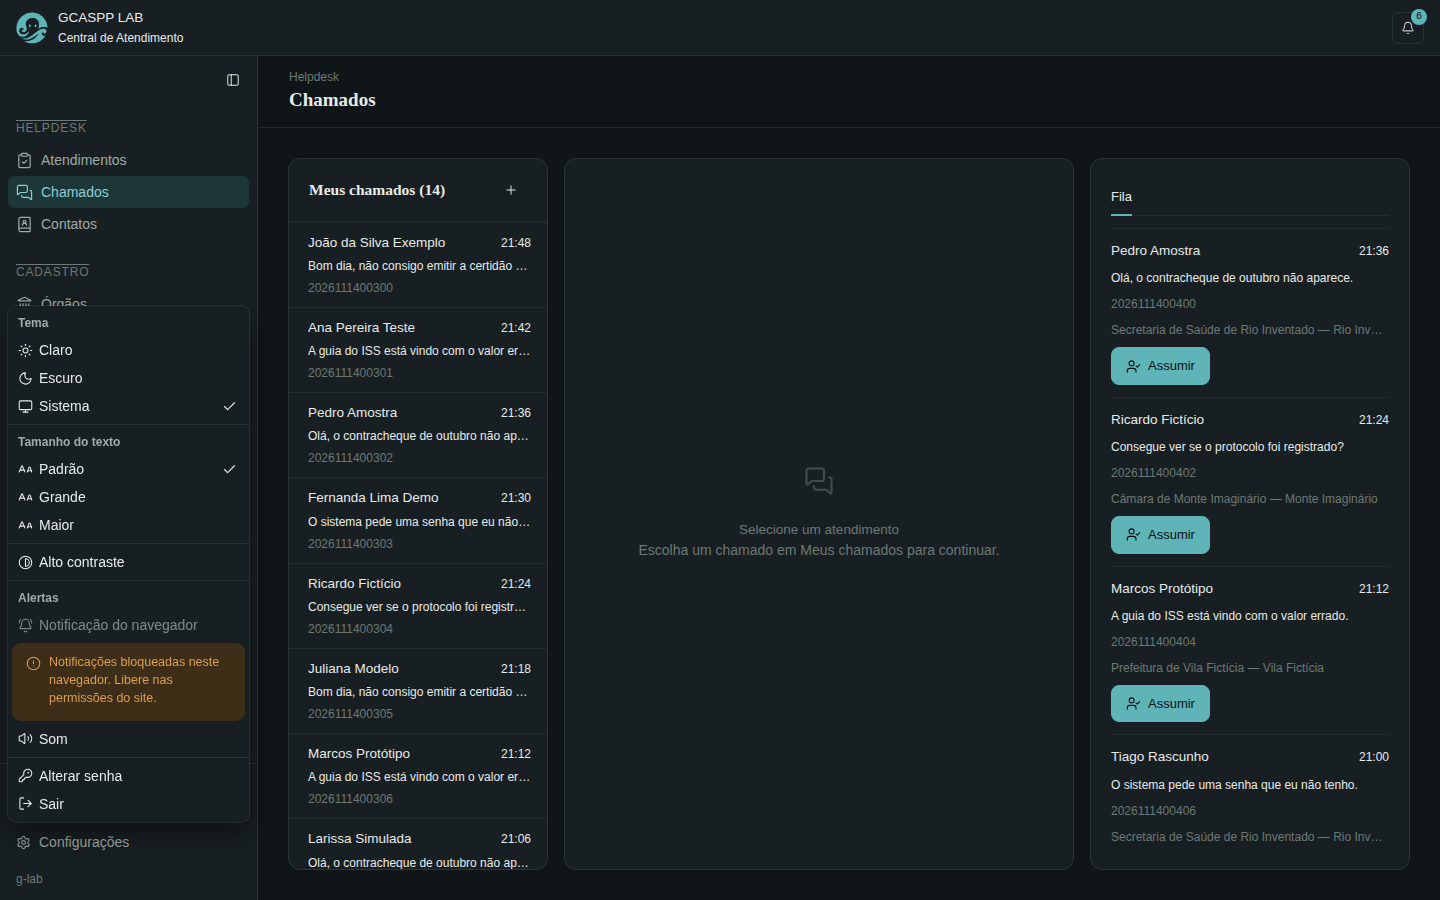 GCASPP LAB
Central de Atendimento
6
HELPDESK
Atendimentos
Chamados
Contatos
CADASTRO
Órgãos
Tema
Claro
Escuro
Sistema
Tamanho do texto
Padrão
Grande
Maior
Alto contraste
Alertas
Notificação do navegador
Notificações bloqueadas neste
navegador. Libere nas
permissões do site.
Som
Alterar senha
Sair
Configurações
g-lab
Helpdesk
Chamados
Meus chamados (14)
João da Silva Exemplo 21:48
Bom dia, não consigo emitir a certidão …
2026111400300
Ana Pereira Teste 21:42
A guia do ISS está vindo com o valor er…
2026111400301
Pedro Amostra 21:36
Olá, o contracheque de outubro não ap…
2026111400302
Fernanda Lima Demo 21:30
O sistema pede uma senha que eu não…
2026111400303
Ricardo Fictício 21:24
Consegue ver se o protocolo foi registr…
2026111400304
Juliana Modelo 21:18
Bom dia, não consigo emitir a certidão …
2026111400305
Marcos Protótipo 21:12
A guia do ISS está vindo com o valor er…
2026111400306
Larissa Simulada 21:06
Olá, o contracheque de outubro não ap…
Selecione um atendimento
Escolha um chamado em Meus chamados para continuar.
Fila
Pedro Amostra 21:36
Olá, o contracheque de outubro não aparece.
2026111400400
Secretaria de Saúde de Rio Inventado — Rio Inv…
Assumir
Ricardo Fictício 21:24
Consegue ver se o protocolo foi registrado?
2026111400402
Câmara de Monte Imaginário — Monte Imaginário
Assumir
Marcos Protótipo 21:12
A guia do ISS está vindo com o valor errado.
2026111400404
Prefeitura de Vila Fictícia — Vila Fictícia
Assumir
Tiago Rascunho 21:00
O sistema pede uma senha que eu não tenho.
2026111400406
Secretaria de Saúde de Rio Inventado — Rio Inv…